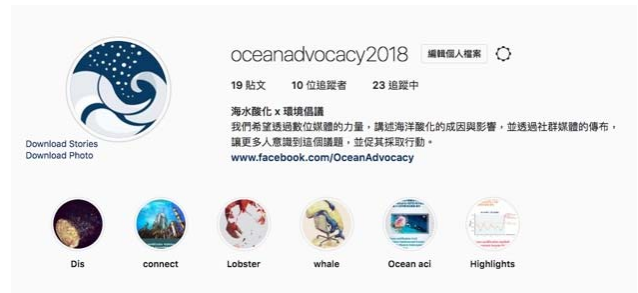 oceanadvocacy2018 編輯個人檔案
19 貼文 10 位追蹤者 23 追蹤中
海水酸化 x 環境倡議
我們希望透過數位媒體的力量，講述海洋酸化的成因與影響，並透過社群媒體的傳布，
讓更多人意識到這個議題，並促其採取行動。
www.facebook.com/OceanAdvocacy
Download Stories
Download Photo
Dis connect Lobster whale Ocean aci Highlights